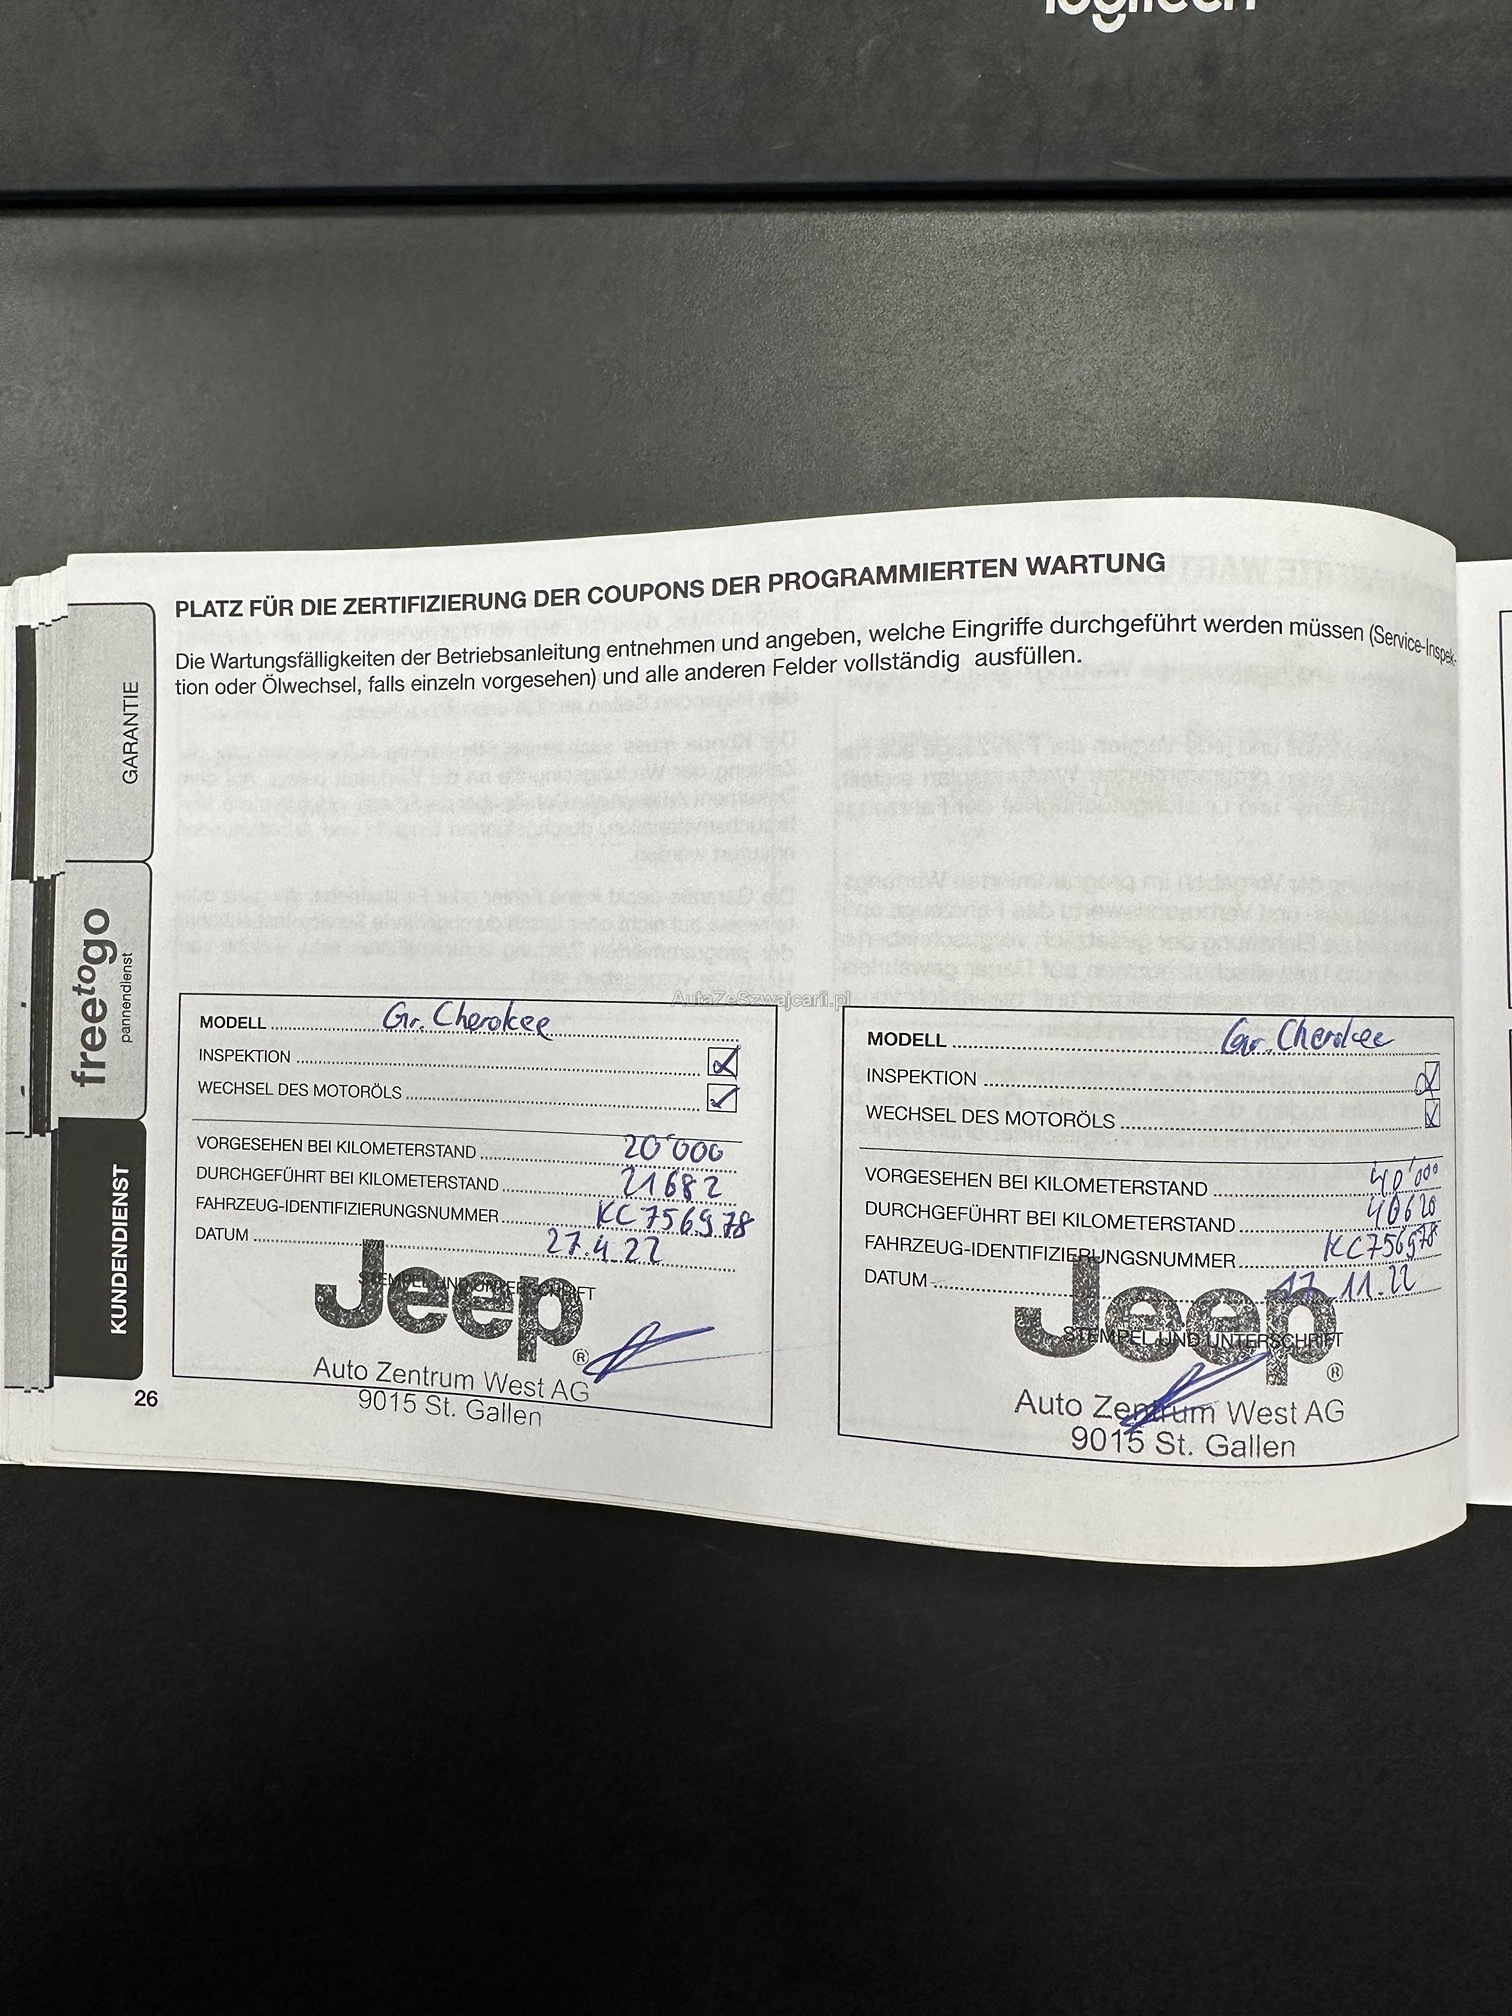 logitech
PLATZ FÜR DIE ZERTIFIZIERUNG DER COUPONS DER PROGRAMMIERTEN WARTUNG
Die Wartungsfälligkeiten der Betriebsanleitung entnehmen und angeben, welche Eingriffe durchgeführt werden müssen (Service-Inspek-
tion oder Ölwechsel, falls einzeln vorgesehen) und alle anderen Felder vollständig ausfüllen.
GARANTIE
freetogo
pannendienst
KUNDENDIENST
AutaZeSzwajcarii.pl
MODELL Gr. Cherokee
INSPEKTION
WECHSEL DES MOTORÖLS
VORGESEHEN BEI KILOMETERSTAND 20'000
DURCHGEFÜHRT BEI KILOMETERSTAND 21682
FAHRZEUG-IDENTIFIZIERUNGSNUMMER KC756978
DATUM 27.4.22
STEMPEL UND UNTERSCHRIFT
Jeep®
Auto Zentrum West AG
9015 St. Gallen
26
MODELL Gr. Cherokee
INSPEKTION
WECHSEL DES MOTORÖLS
VORGESEHEN BEI KILOMETERSTAND 40'000
DURCHGEFÜHRT BEI KILOMETERSTAND 40620
FAHRZEUG-IDENTIFIZIERUNGSNUMMER KC756978
DATUM 17.11.22
STEMPEL UND UNTERSCHRIFT
Jeep®
Auto Zentrum West AG
9015 St. Gallen